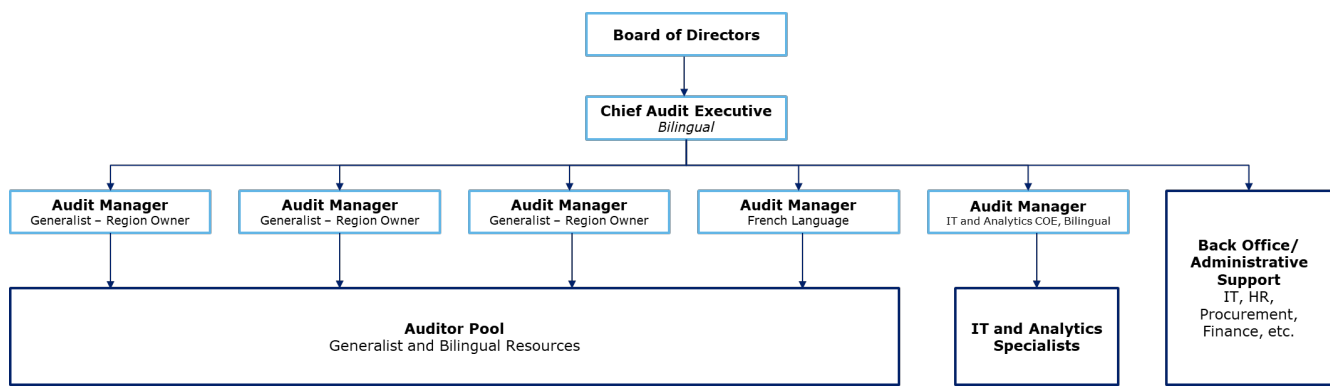 Board of Directors
Chief Audit Executive
Bilingual
Audit Manager
Generalist – Region Owner
Audit Manager
Generalist – Region Owner
Audit Manager
Generalist – Region Owner
Audit Manager
French Language
Audit Manager
IT and Analytics COE, Bilingual
Back Office/
Administrative
Support
IT, HR,
Procurement,
Finance, etc.
Auditor Pool
Generalist and Bilingual Resources
IT and Analytics
Specialists